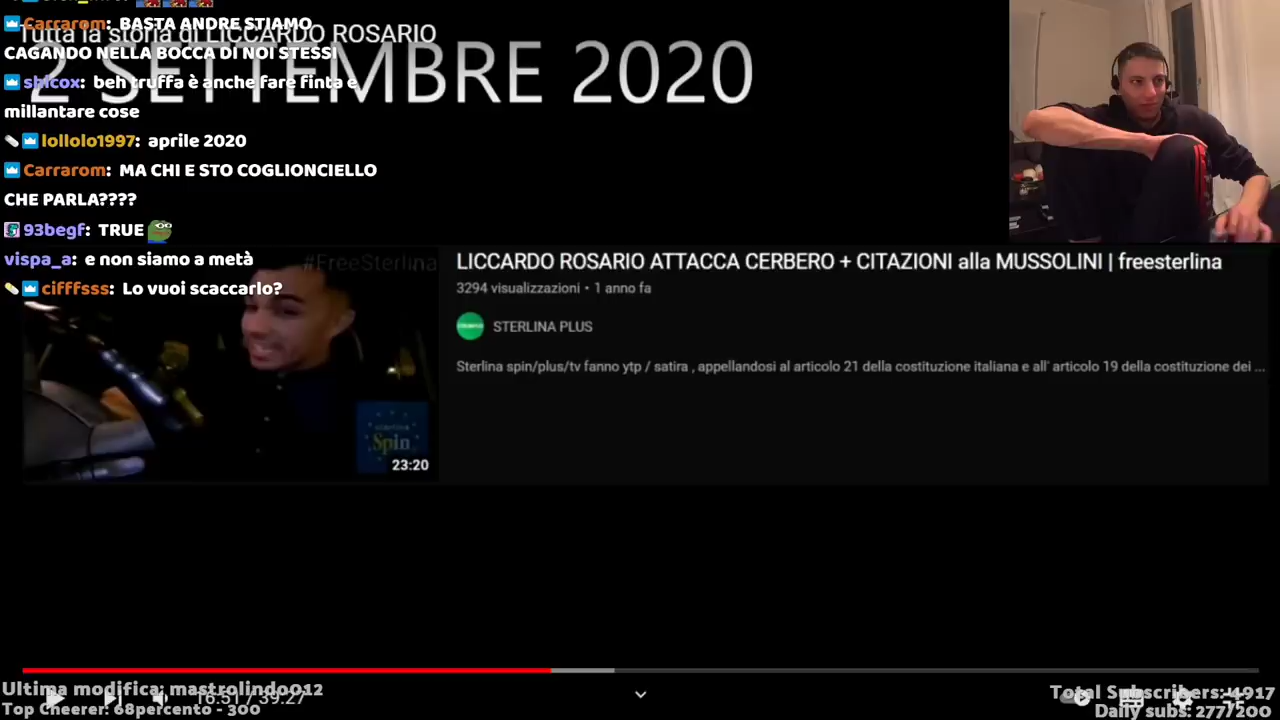 Tutta la storia di LICCARDO ROSARIO
2 SETTEMBRE 2020
Carrarom: BASTA ANDRE STIAMO
CAGANDO NELLA BOCCA DI NOI STESSI
shicox: beh truffa è anche fare finta e
millantare cose
lollolo1997: aprile 2020
Carrarom: MA CHI E STO COGLIONCIELLO
CHE PARLA????
93begf: TRUE
vispa_a: e non siamo a metà
cifffsss: Lo vuoi scaccarlo?
#FreeSterlina
Spin
23:20
LICCARDO ROSARIO ATTACCA CERBERO + CITAZIONI alla MUSSOLINI | freesterlina
3294 visualizzazioni • 1 anno fa
STERLINA PLUS
Sterlina spin/plus/tv fanno ytp / satira , appellandosi al articolo 21 della costituzione italiana e all' articolo 19 della costituzione dei ...
Ultima modifica: mastrolindo012
16:51 / 39:27
Top Cheerer: 68percento - 300
Total Subscribers: 4917
Daily subs: 277/200